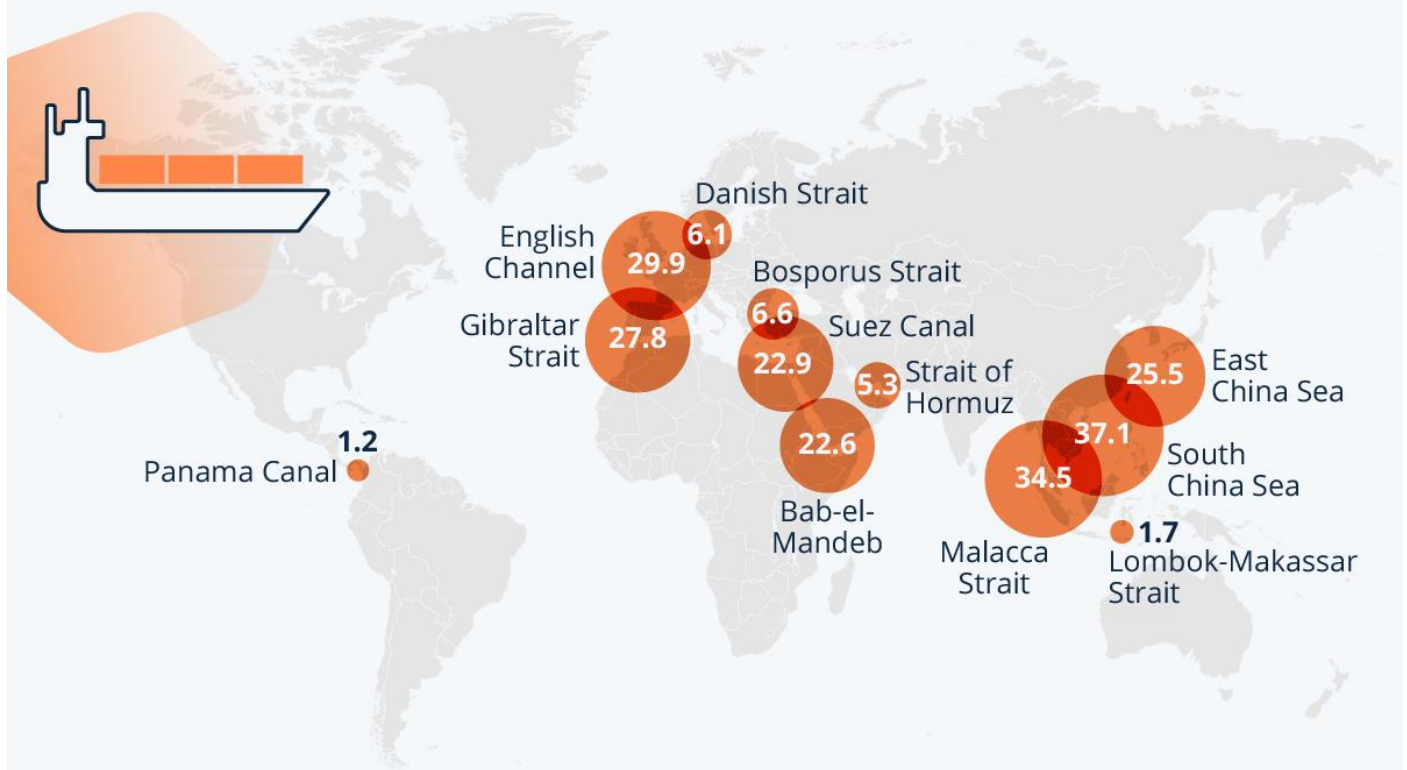 Danish Strait
6.1
English
Channel
29.9
Bosporus Strait
6.6
Gibraltar
Strait
27.8
Suez Canal
22.9
Strait of
Hormuz
5.3
East
China Sea
25.5
1.2
Panama Canal
22.6
Bab-el-
Mandeb
37.1
South
China Sea
34.5
Malacca
Strait
1.7
Lombok-Makassar
Strait